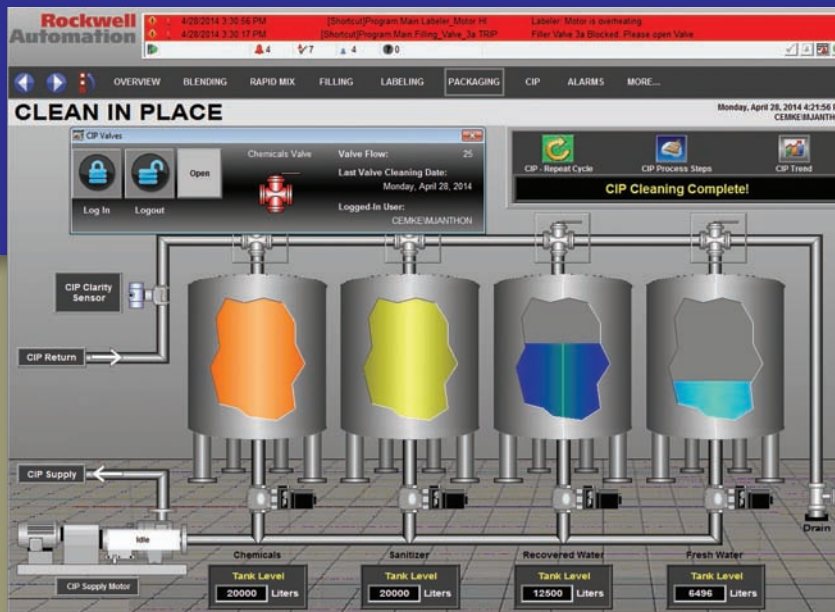 Rockwell
Automation
4/28/2014 3:30:56 PM [Shortcut]Program:Main.Labeler_Motor HI Labeler: Motor is overheating
4/28/2014 3:30:17 PM [Shortcut]Program:Main.Filling_Valve_3a TRIP Filler Valve 3a Blocked. Please open Valve
4 7 4 0
OVERVIEW BLENDING RAPID MIX FILLING LABELING PACKAGING CIP ALARMS MORE...
CLEAN IN PLACE
Monday, April 28, 2014 4:21:56
CEMKE\MJANTHON
CIP Valves
Open
Log In Logout
Chemicals Valve
Valve Flow: 25
Last Valve Cleaning Date:
Monday, April 28, 2014
Logged-In User:
CEMKE\MJANTHON
CIP - Repeat Cycle CIP Process Steps CIP Trend
CIP Cleaning Complete!
CIP Clarity
Sensor
CIP Return
CIP Supply
Idle
CIP Supply Motor
Drain
Chemicals Sanitizer Recovered Water Fresh Water
Tank Level Tank Level Tank Level Tank Level
20000 Liters 20000 Liters 12500 Liters 6496 Liters